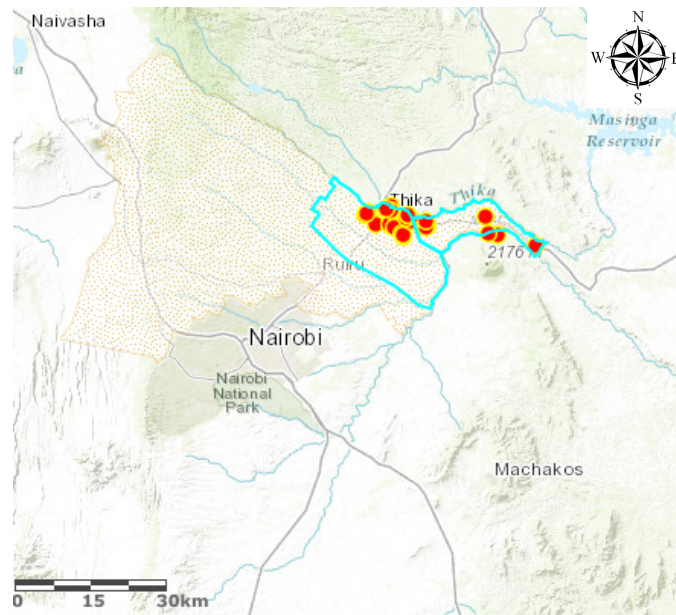 Naivasha
N
W
E
S
Masinga
Reservoir
Thika
Thika
2176
Ruiru
Nairobi
Nairobi
National
Park
Machakos
0 15 30km